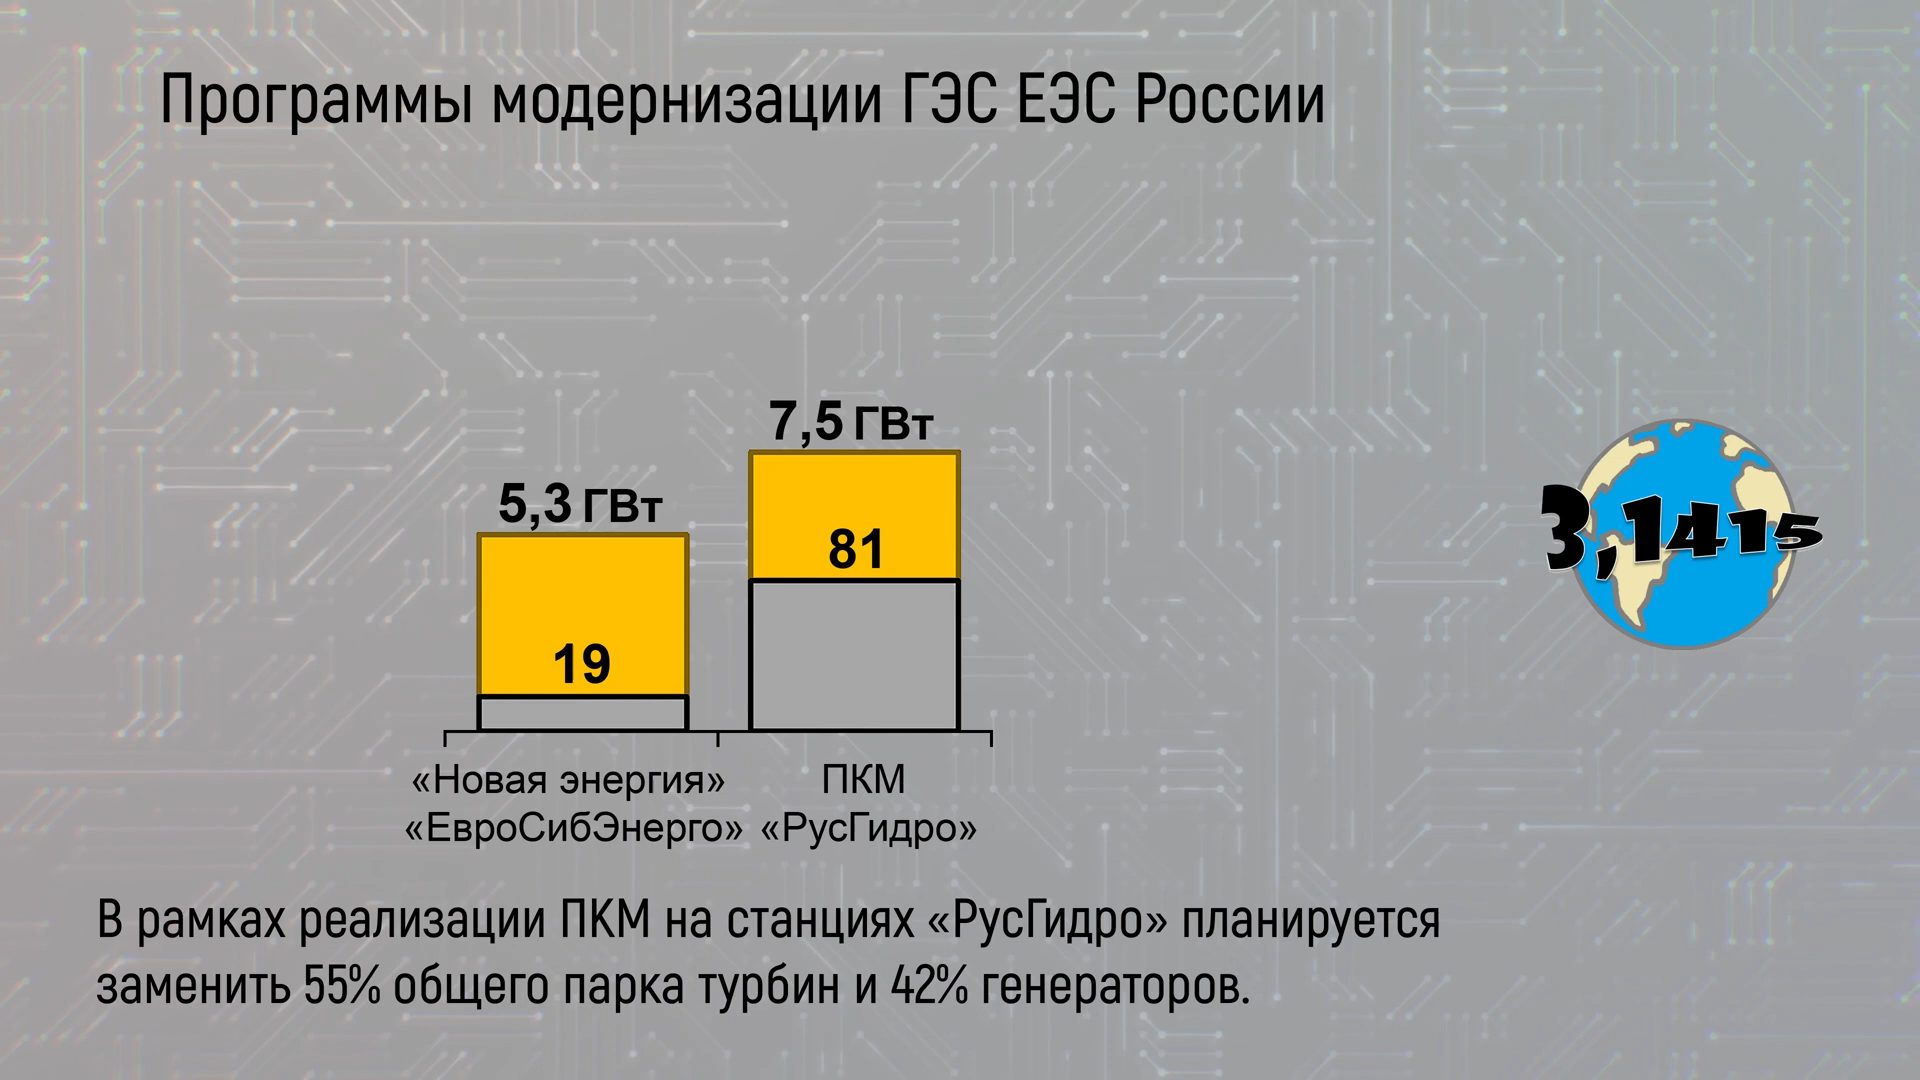 Программы модернизации ГЭС ЕЭС России
7,5 ГВт
5,3 ГВт
81
19
3,1415
«Новая энергия» ПКМ
«ЕвроСибЭнерго» «РусГидро»
В рамках реализации ПКМ на станциях «РусГидро» планируется
заменить 55% общего парка турбин и 42% генераторов.